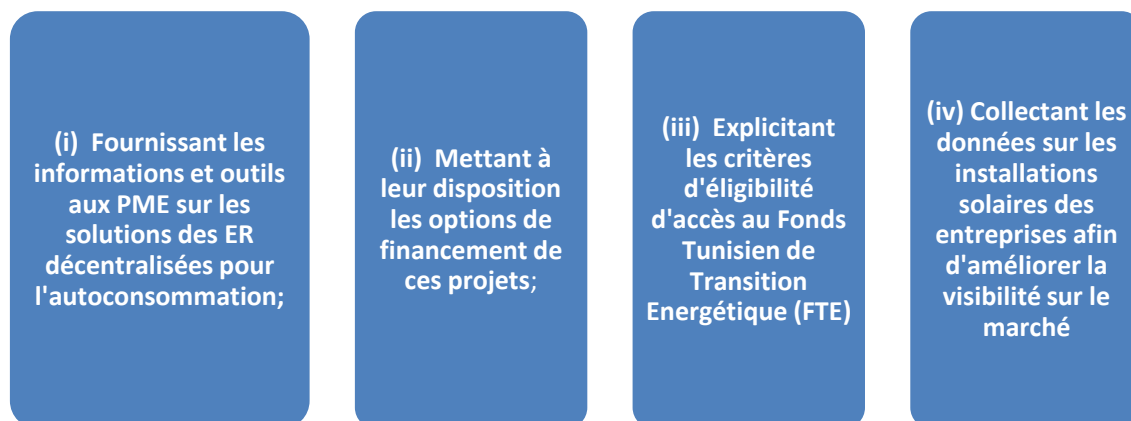 (i) Fournissant les
informations et outils
aux PME sur les
solutions des ER
décentralisées pour
l'autoconsommation;
(ii) Mettant à
leur disposition
les options de
financement de
ces projets;
(iii) Explicitant
les critères
d'éligibilité
d'accès au Fonds
Tunisien de
Transition
Energétique (FTE)
(iv) Collectant les
données sur les
installations
solaires des
entreprises afin
d'améliorer la
visibilité sur le
marché